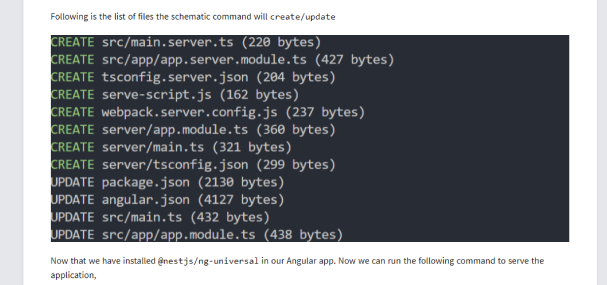 Following is the list of files the schematic command will create/update
CREATE src/main.server.ts (220 bytes)
CREATE src/app/app.server.module.ts (427 bytes)
CREATE tsconfig.server.json (204 bytes)
CREATE serve-script.js (162 bytes)
CREATE webpack.server.config.js (237 bytes)
CREATE server/app.module.ts (360 bytes)
CREATE server/main.ts (321 bytes)
CREATE server/tsconfig.json (299 bytes)
UPDATE package.json (2130 bytes)
UPDATE angular.json (4127 bytes)
UPDATE src/main.ts (432 bytes)
UPDATE src/app/app.module.ts (438 bytes)
Now that we have installed @nestjs/ng-universal in our Angular app. Now we can run the following command to serve the
application,